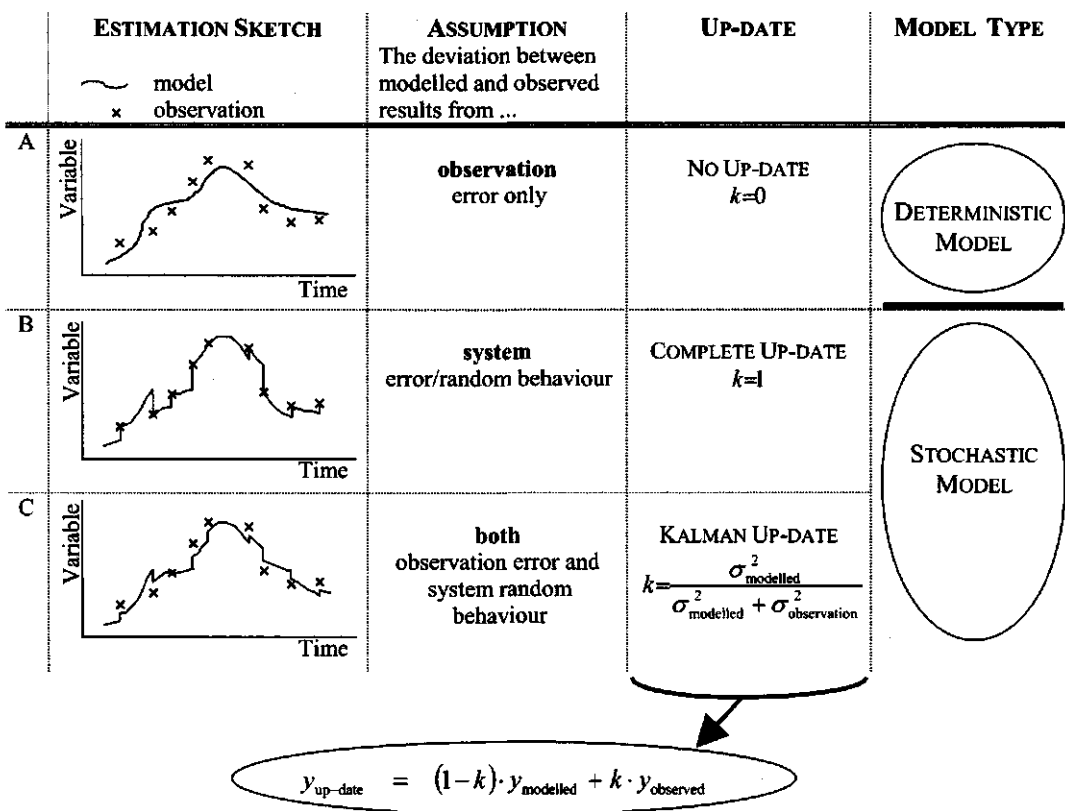 ESTIMATION SKETCH
model
× observation
ASSUMPTION
The deviation between
modelled and observed
results from ...
UP-DATE
MODEL TYPE
A
Variable
Time
observation
error only
NO UP-DATE
k=0
DETERMINISTIC
MODEL
B
Variable
system
error/random behaviour
COMPLETE UP-DATE
k=1
STOCHASTIC
MODEL
C
Variable
Time
both
observation error and
system random
behaviour
KALMAN UP-DATE
k = σ²modelled / (σ²modelled + σ²observation)
y up-date = (1-k)·y modelled + k·y observed